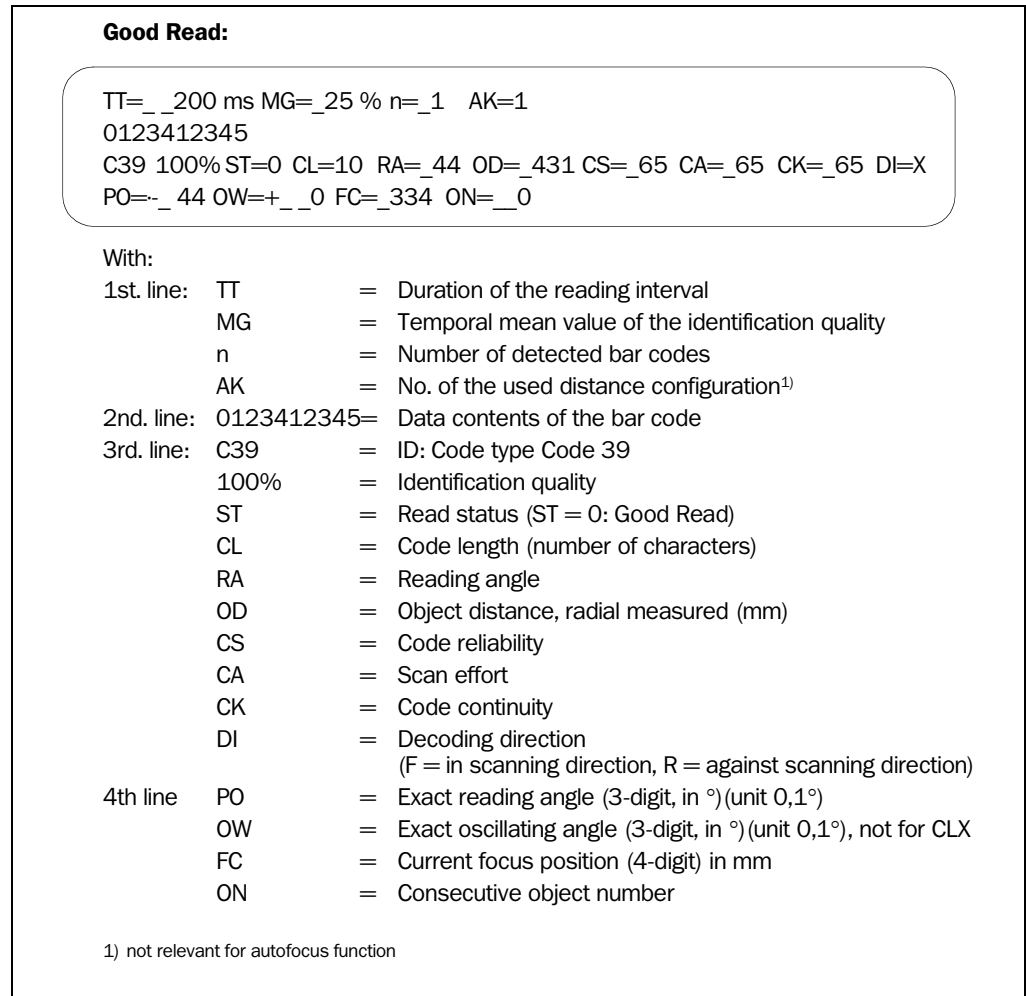 Good Read:
TT=_ _200 ms MG=_25 % n=_1 AK=1
0123412345
C39 100% ST=0 CL=10 RA=_44 OD=_431 CS=_65 CA=_65 CK=_65 DI=X
PO=-_ 44 OW=+_ _0 FC=_334 ON=__0
With:
1st. line: TT = Duration of the reading interval
MG = Temporal mean value of the identification quality
n = Number of detected bar codes
AK = No. of the used distance configuration1)
2nd. line: 0123412345= Data contents of the bar code
3rd. line: C39 = ID: Code type Code 39
100% = Identification quality
ST = Read status (ST = 0: Good Read)
CL = Code length (number of characters)
RA = Reading angle
OD = Object distance, radial measured (mm)
CS = Code reliability
CA = Scan effort
CK = Code continuity
DI = Decoding direction
(F = in scanning direction, R = against scanning direction)
4th line PO = Exact reading angle (3-digit, in °)(unit 0,1°)
OW = Exact oscillating angle (3-digit, in °)(unit 0,1°), not for CLX
FC = Current focus position (4-digit) in mm
ON = Consecutive object number
1) not relevant for autofocus function